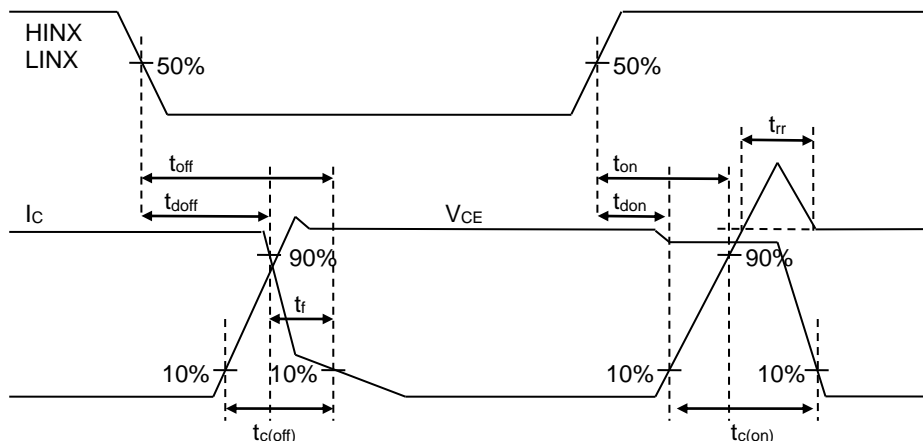 HINX
LINX
50%
50%
trr
toff
ton
tdoff
tdon
IC
VCE
90%
90%
tf
10%
10%
10%
10%
tc(off)
tc(on)